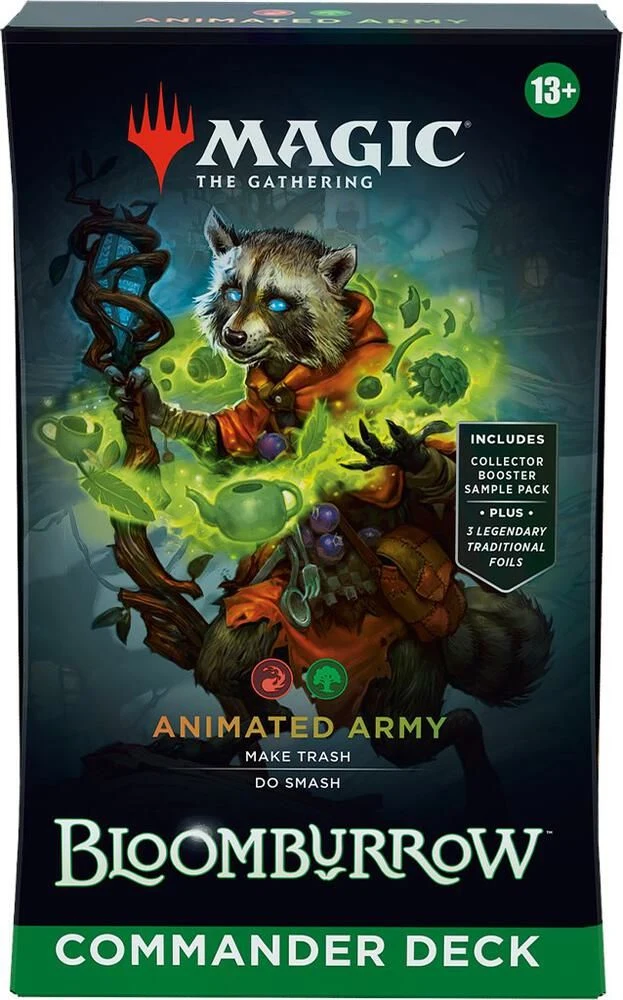 ANIMATED ARMY
13+
MAGIC
THE GATHERING
INCLUDES
COLLECTOR
BOOSTER
SAMPLE PACK
• PLUS •
3 LEGENDARY
TRADITIONAL
FOILS
ANIMATED ARMY
MAKE TRASH
DO SMASH
BLOOMBURROW™
COMMANDER DECK